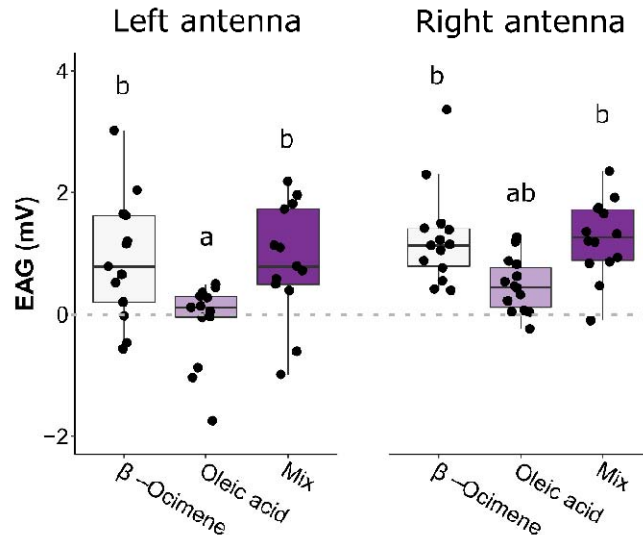 Left antenna
Right antenna
EAG (mV)
4
2
0
−2
b
a
b
b
ab
b
β −Ocimene
Oleic acid
Mix
β −Ocimene
Oleic acid
Mix